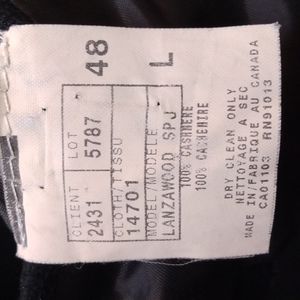 CLIENT LOT
2431 5787 48
CLOTH/TISSU
14701
MODEL/MODELE
LANZAWOOD SPJ L
100% CASHMERE
100% CACHEMIRE
DRY CLEAN ONLY
NETTOYAGE A SEC
MADE IN/FABRIQUE AU CANADA
CA01103 RN91013